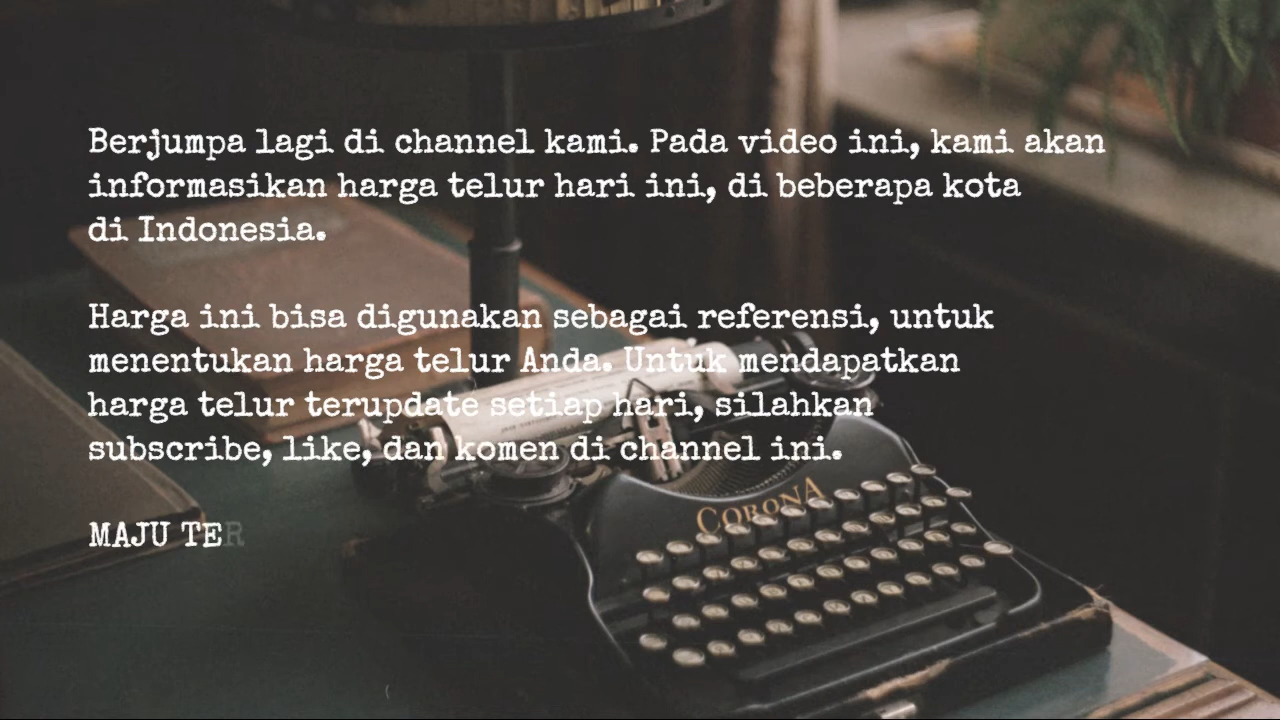 Berjumpa lagi di channel kami. Pada video ini, kami akan
informasikan harga telur hari ini, di beberapa kota
di Indonesia.
Harga ini bisa digunakan sebagai referensi, untuk
menentukan harga telur Anda. Untuk mendapatkan
harga telur terupdate setiap hari, silahkan
subscribe, like, dan komen di channel ini.
MAJU TER
CORONA